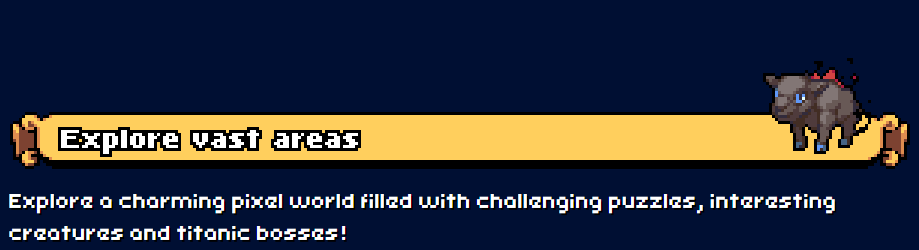 Explore vast areas
Explore a charming pixel world filled with challenging puzzles, interesting
creatures and titanic bosses!